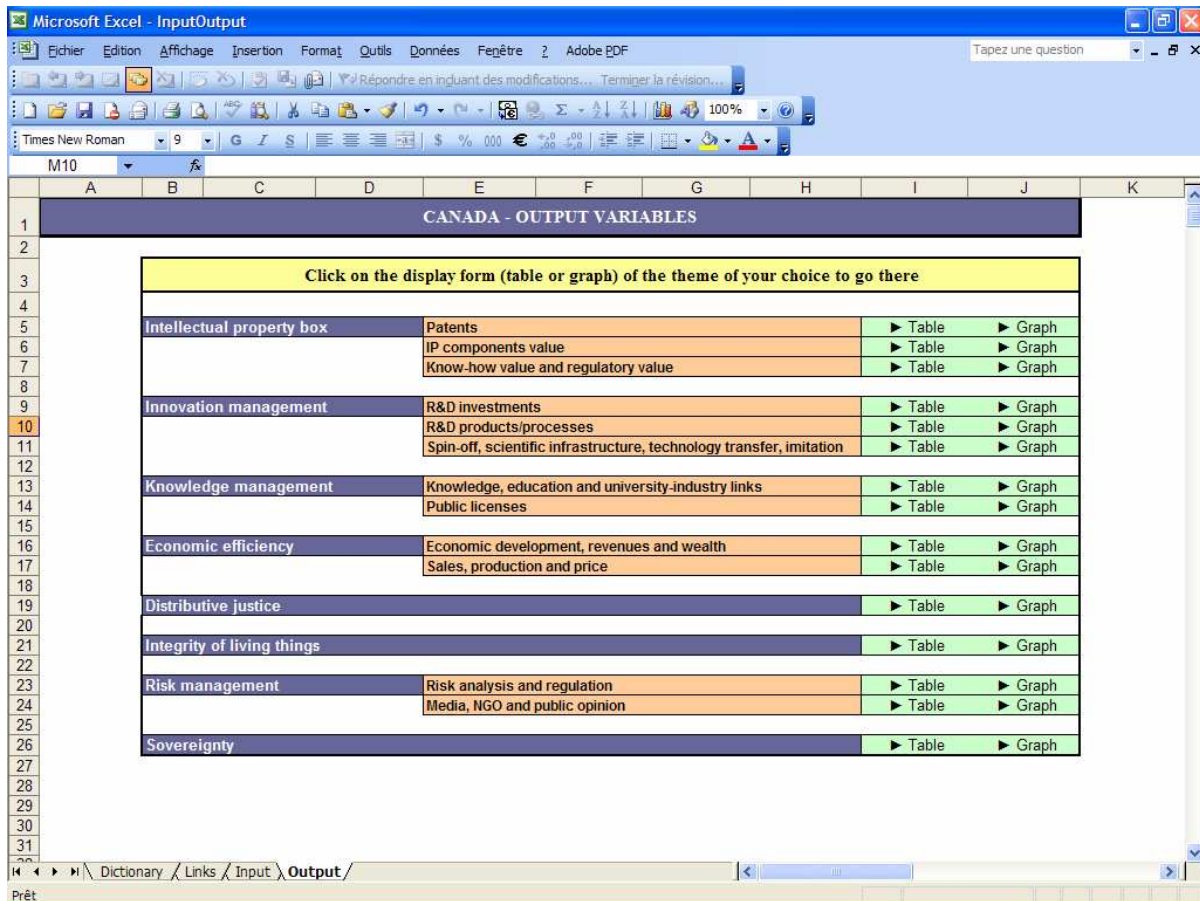 Microsoft Excel - InputOutput
Fichier Edition Affichage Insertion Format Outils Données Fenêtre ? Adobe PDF Tapez une question
Répondre en incluant des modifications... Terminer la révision...
100%
Times New Roman 9 G I S $ % 000 €
M10 fx
A B C D E F G H I J K
1 CANADA - OUTPUT VARIABLES
2
3 Click on the display form (table or graph) of the theme of your choice to go there
4
5 Intellectual property box Patents ► Table ► Graph
6 IP components value ► Table ► Graph
7 Know-how value and regulatory value ► Table ► Graph
8
9 Innovation management R&D investments ► Table ► Graph
10 R&D products/processes ► Table ► Graph
11 Spin-off, scientific infrastructure, technology transfer, imitation ► Table ► Graph
12
13 Knowledge management Knowledge, education and university-industry links ► Table ► Graph
14 Public licenses ► Table ► Graph
15
16 Economic efficiency Economic development, revenues and wealth ► Table ► Graph
17 Sales, production and price ► Table ► Graph
18
19 Distributive justice ► Table ► Graph
20
21 Integrity of living things ► Table ► Graph
22
23 Risk management Risk analysis and regulation ► Table ► Graph
24 Media, NGO and public opinion ► Table ► Graph
25
26 Sovereignty ► Table ► Graph
27
28
29
30
31
Dictionary / Links / Input \ Output /
Prêt